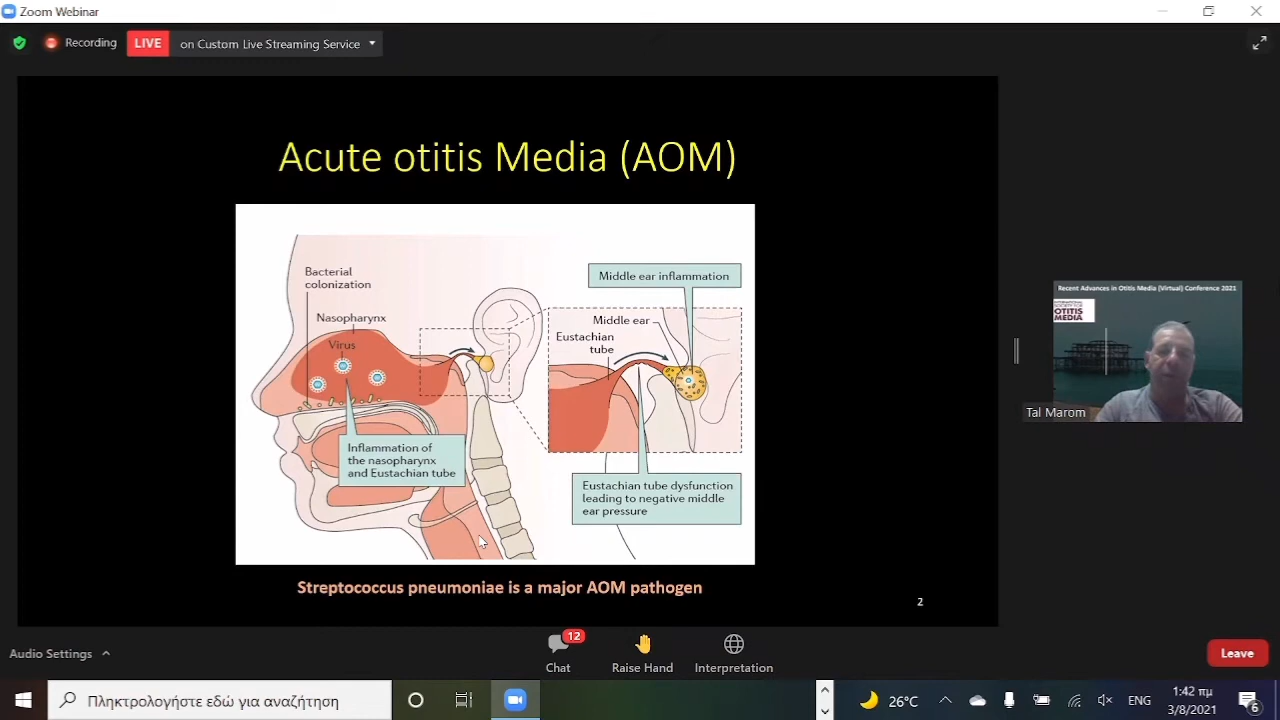 Zoom Webinar
Recording
LIVE
on Custom Live Streaming Service
Acute otitis Media (AOM)
Bacterial
colonization
Nasopharynx
Virus
Inflammation of
the nasopharynx
and Eustachian tube
Middle ear inflammation
Middle ear
Eustachian
tube
Eustachian tube dysfunction
leading to negative middle
ear pressure
Streptococcus pneumoniae is a major AOM pathogen
2
Recent Advances in Otitis Media (Virtual) Conference 2021
INTERNATIONAL
SOCIETY FOR
OTITIS
MEDIA
Tal Marom
Audio Settings
12
Chat
Raise Hand
Interpretation
Leave
Πληκτρολογήστε εδώ για αναζήτηση
26°C
ENG
1:42 πμ
3/8/2021
6